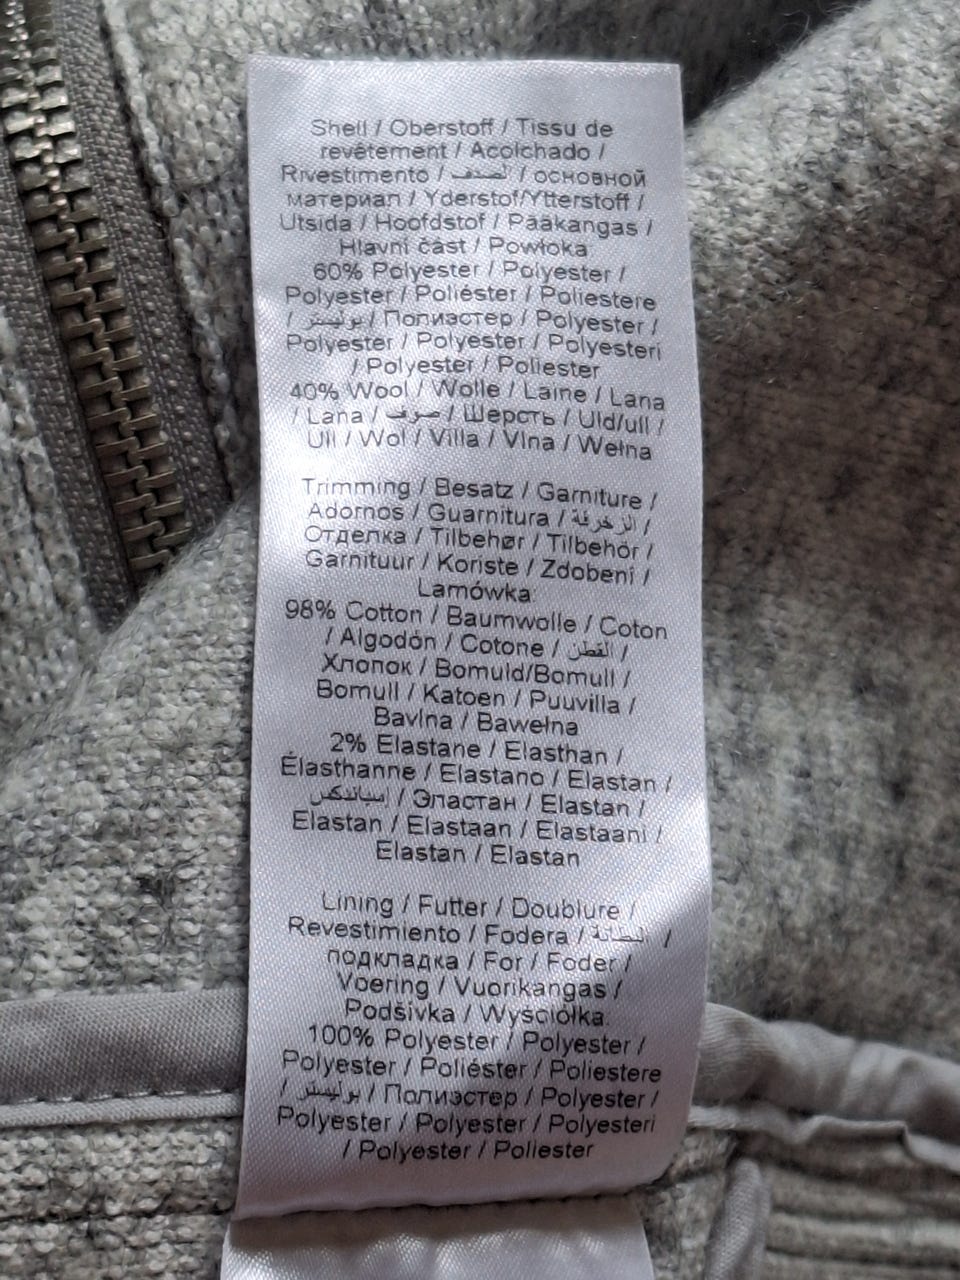 Shell / Oberstoff / Tissu de
revêtement / Acolchado /
Rivestimento / الصدف / основной
материал / Yderstof/Ytterstoff /
Utsida / Hoofdstof / Pääkangas /
Hlavní část / Powłoka
60% Polyester / Polyester /
Polyester / Poliéster / Poliestere
/ بوليستر / Полиэстер / Polyester /
Polyester / Polyester / Polyesteri
/ Polyester / Poliester
40% Wool / Wolle / Laine / Lana
/ Lana / صوف / Шерсть / Uld/ull /
Ull / Wol / Villa / Vlna / Wełna
Trimming / Besatz / Garniture /
Adornos / Guarnitura / الزخرفة /
Отделка / Tilbehør / Tilbehör /
Garnituur / Koriste / Zdobení /
Lamówka:
98% Cotton / Baumwolle / Coton
/ Algodón / Cotone / القطن /
Хлопок / Bomuld/Bomull /
Bomull / Katoen / Puuvilla /
Bavlna / Bawełna
2% Elastane / Elasthan /
Élasthanne / Elastano / Elastan /
إسباندكس / Эластан / Elastan /
Elastan / Elastaan / Elastaani /
Elastan / Elastan
Lining / Futter / Doublure /
Revestimiento / Fodera / البطانة /
подкладка / For / Foder /
Voering / Vuorikangas /
Podšívka / Wyściółka:
100% Polyester / Polyester /
Polyester / Poliéster / Poliestere
/ بوليستر / Полиэстер / Polyester /
Polyester / Polyester / Polyesteri
/ Polyester / Poliester